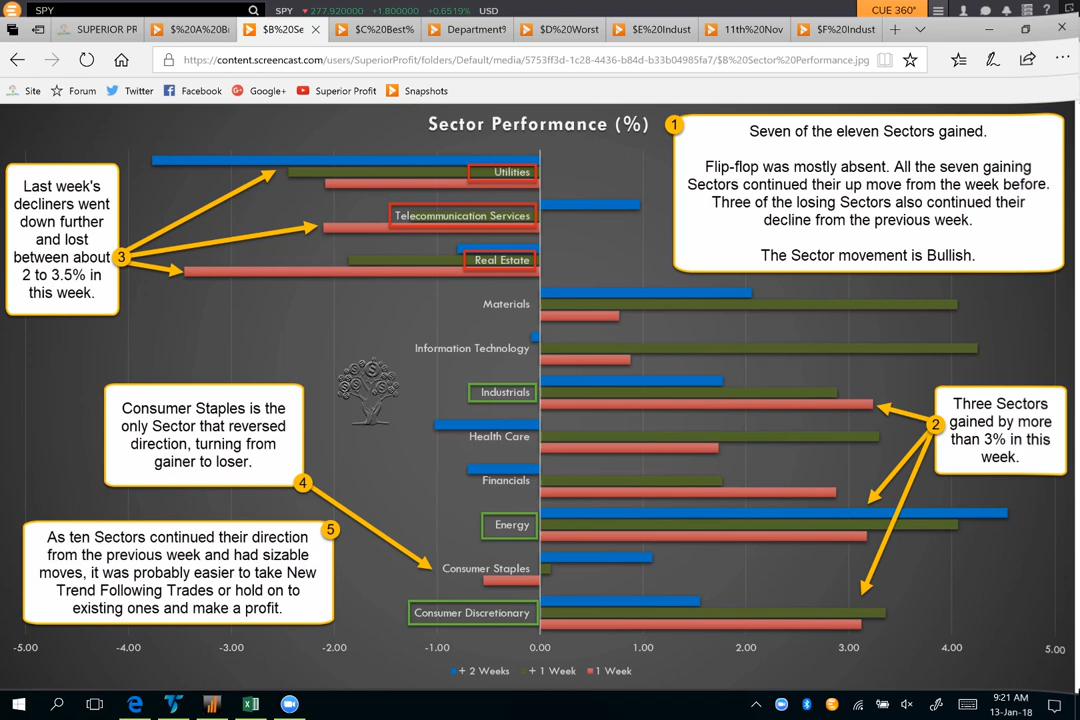 SPY
SPY 277.920000 +1.800000 +0.6519% USD
CUE 360°
SUPERIOR PR
$%20A%20B
$B%20Se
$C%20Best%
Department%
$D%20Worst
$E%20Indust
11th%20Nov
$F%20Indust
https://content.screencast.com/users/SuperiorProfit/folders/Default/media/5753ff3d-1c28-4436-b84d-b33b04985fa7/$B%20Sector%20Performance.jpg
Site
Forum
Twitter
Facebook
Google+
Superior Profit
Snapshots
Sector Performance (%)
1
Seven of the eleven Sectors gained.
Flip-flop was mostly absent. All the seven gaining
Sectors continued their up move from the week before.
Three of the losing Sectors also continued their
decline from the previous week.
The Sector movement is Bullish.
Last week's
decliners went
down further
and lost
between about
2 to 3.5% in
this week.
3
Utilities
Telecommunication Services
Real Estate
Materials
Information Technology
Industrials
Health Care
Financials
Energy
Consumer Staples
Consumer Discretionary
Three Sectors
gained by more
than 3% in this
week.
2
Consumer Staples is the
only Sector that reversed
direction, turning from
gainer to loser.
4
As ten Sectors continued their direction
from the previous week and had sizable
moves, it was probably easier to take New
Trend Following Trades or hold on to
existing ones and make a profit.
5
-5.00 -4.00 -3.00 -2.00 -1.00 0.00 1.00 2.00 3.00 4.00 5.00
+ 2 Weeks + 1 Week 1 Week
9:21 AM
13-Jan-18